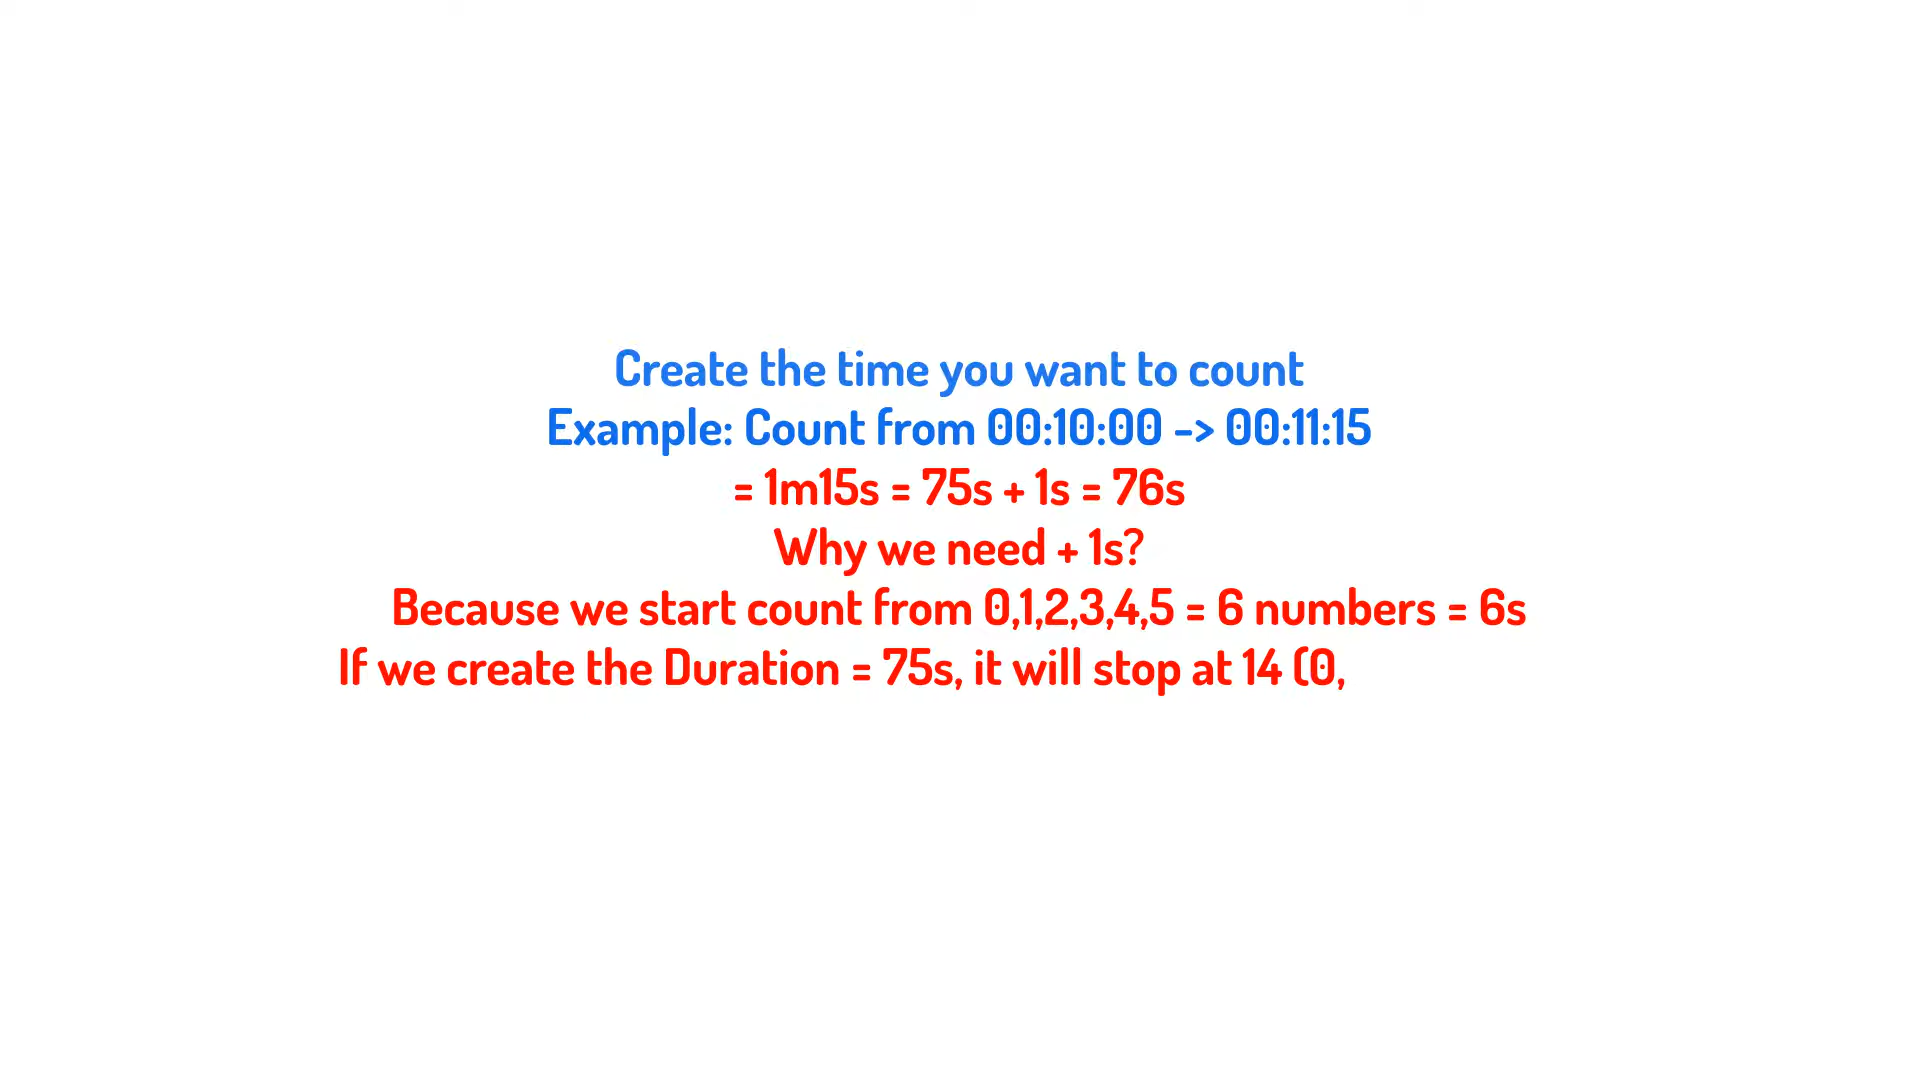 Create the time you want to count
Example: Count from 00:10:00 -> 00:11:15
= 1m15s = 75s + 1s = 76s
Why we need + 1s?
Because we start count from 0,1,2,3,4,5 = 6 numbers = 6s
If we create the Duration = 75s, it will stop at 14 (0,